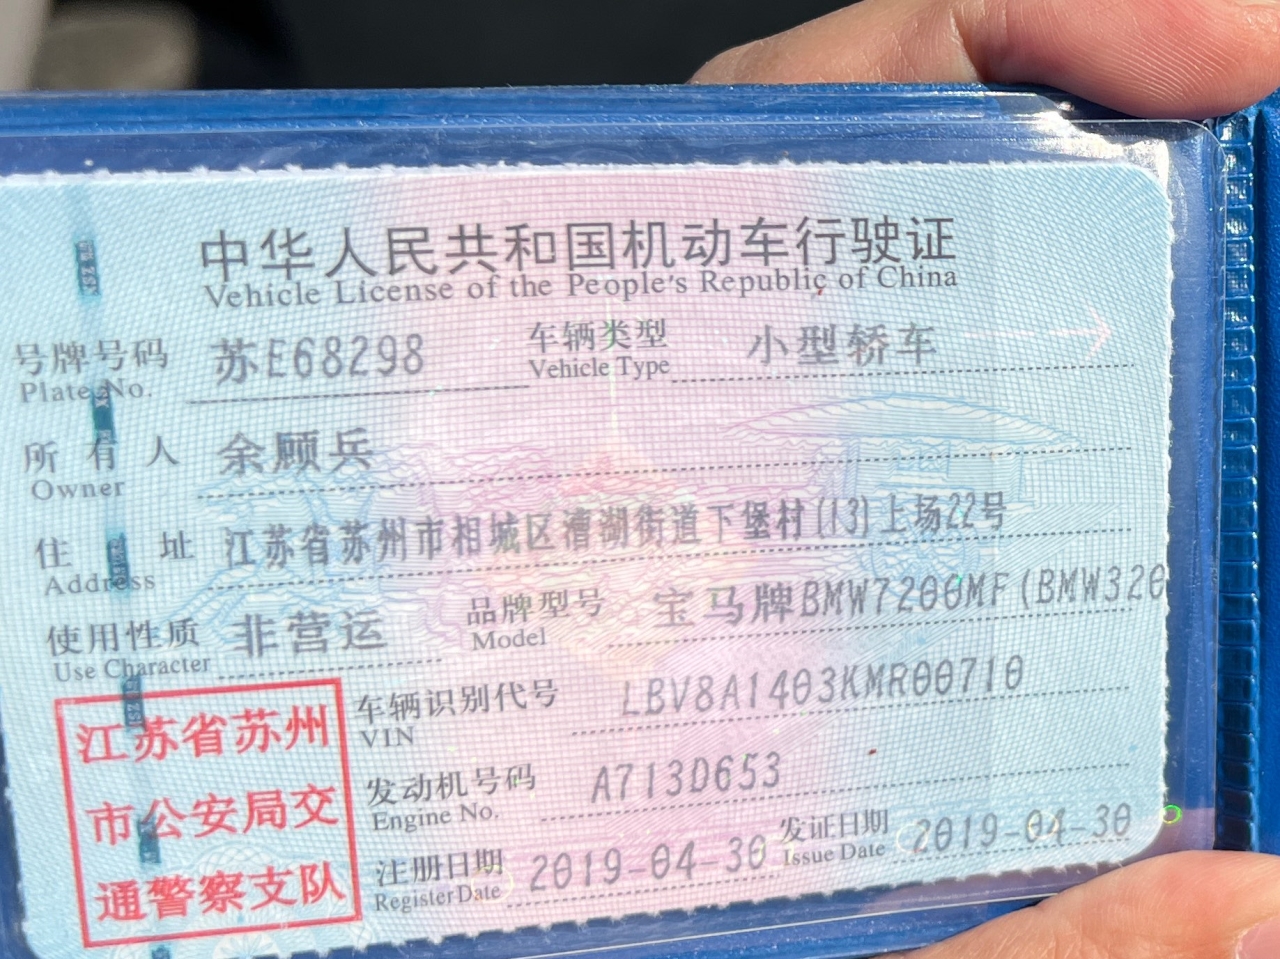 中华人民共和国机动车行驶证
Vehicle License of the People's Republic of China
号牌号码 苏E68298 车辆类型 小型轿车
Plate No. Vehicle Type
所有人 余顾兵
Owner
住址 江苏省苏州市相城区漕湖街道下堡村(13)上场22号
Address
使用性质 非营运 品牌型号 宝马牌BMW7200MF(BMW320
Use Character Model
车辆识别代号 LBV8A1403KMR00710
VIN
发动机号码 A713D653
Engine No.
注册日期 2019-04-30 发证日期 2019-04-30
Register Date Issue Date
江苏省苏州
市公安局交
通警察支队